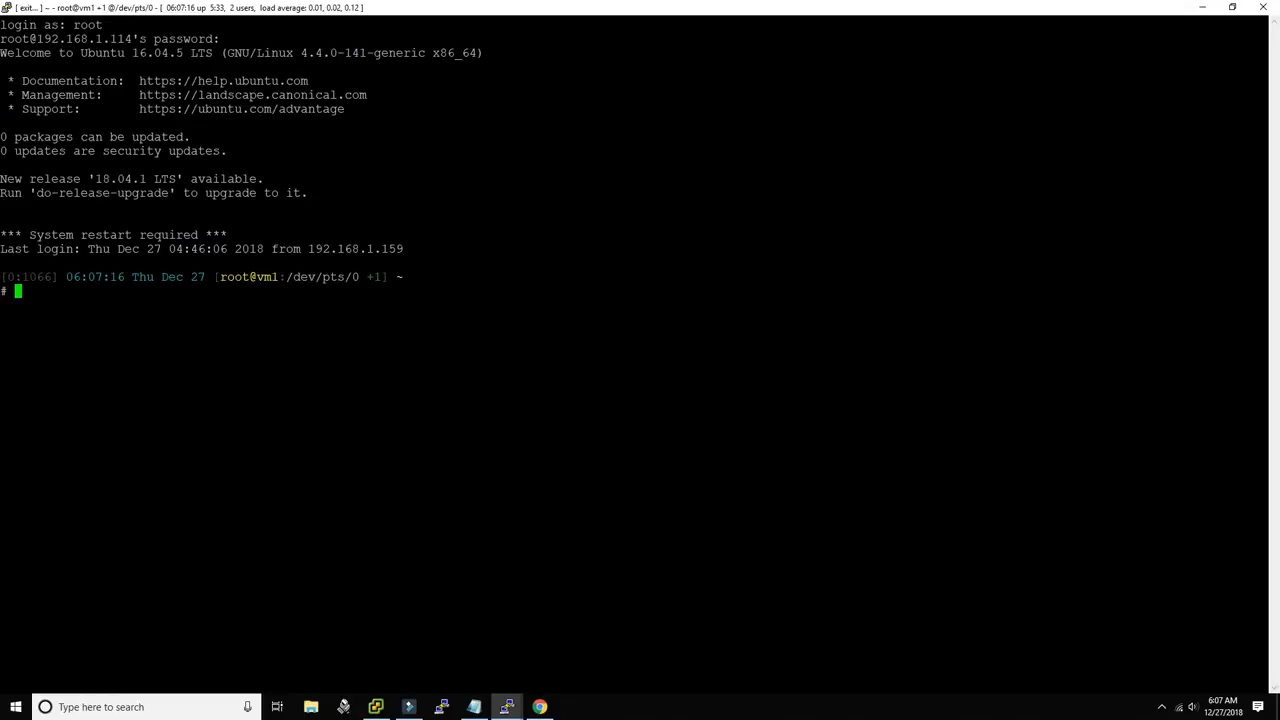 [ exit... ] ~ - root@vm1 +1 @/dev/pts/0 - [  06:07:16 up  5:33,  2 users,  load average: 0.01, 0.02, 0.12 ]
login as: root
root@192.168.1.114's password:
Welcome to Ubuntu 16.04.5 LTS (GNU/Linux 4.4.0-141-generic x86_64)
* Documentation:  https://help.ubuntu.com
* Management:     https://landscape.canonical.com
* Support:        https://ubuntu.com/advantage
0 packages can be updated.
0 updates are security updates.
New release '18.04.1 LTS' available.
Run 'do-release-upgrade' to upgrade to it.
*** System restart required ***
Last login: Thu Dec 27 04:46:06 2018 from 192.168.1.159
[0:1066] 06:07:16 Thu Dec 27 [root@vm1:/dev/pts/0 +1] ~
#
Type here to search
6:07 AM
12/27/2018